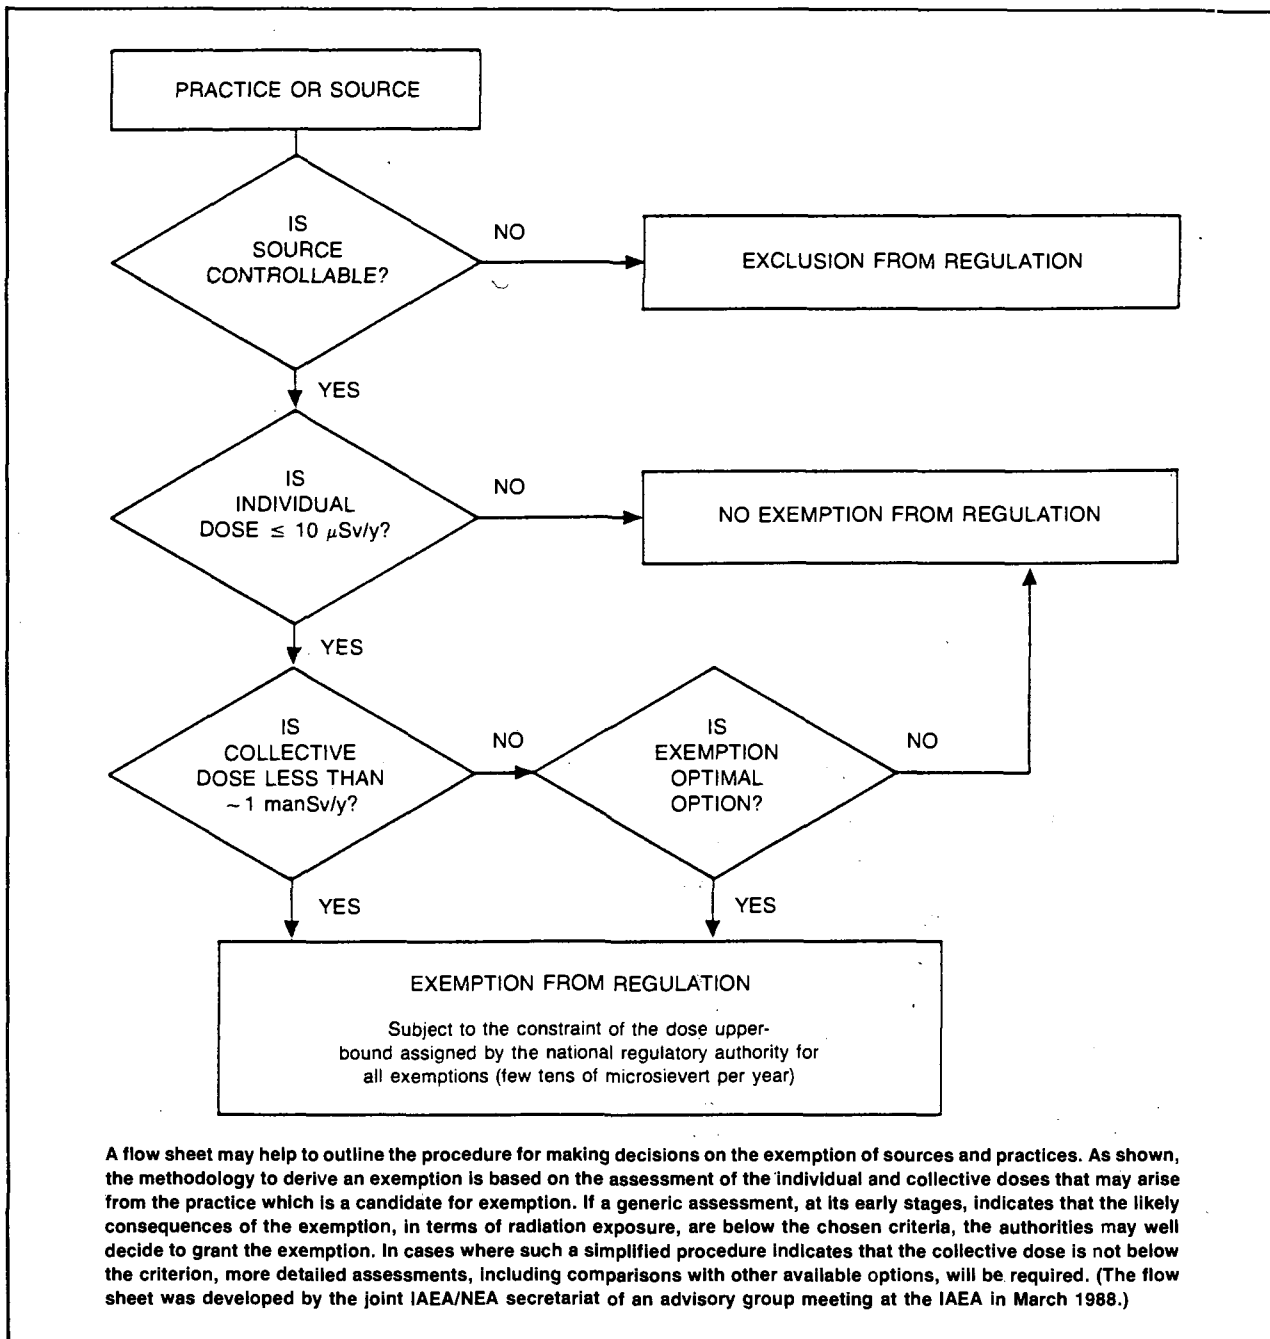 PRACTICE OR SOURCE
IS
SOURCE
CONTROLLABLE?
NO
EXCLUSION FROM REGULATION
YES
IS
INDIVIDUAL
DOSE ≤ 10 μSv/y?
NO
NO EXEMPTION FROM REGULATION
YES
IS
COLLECTIVE
DOSE LESS THAN
~1 manSv/y?
NO
IS
EXEMPTION
OPTIMAL
OPTION?
NO
YES
YES
EXEMPTION FROM REGULATION
Subject to the constraint of the dose upper-
bound assigned by the national regulatory authority for
all exemptions (few tens of microsievert per year)
A flow sheet may help to outline the procedure for making decisions on the exemption of sources and practices. As shown,
the methodology to derive an exemption is based on the assessment of the individual and collective doses that may arise
from the practice which is a candidate for exemption. If a generic assessment, at its early stages, indicates that the likely
consequences of the exemption, in terms of radiation exposure, are below the chosen criteria, the authorities may well
decide to grant the exemption. In cases where such a simplified procedure indicates that the collective dose is not below
the criterion, more detailed assessments, including comparisons with other available options, will be required. (The flow
sheet was developed by the joint IAEA/NEA secretariat of an advisory group meeting at the IAEA in March 1988.)